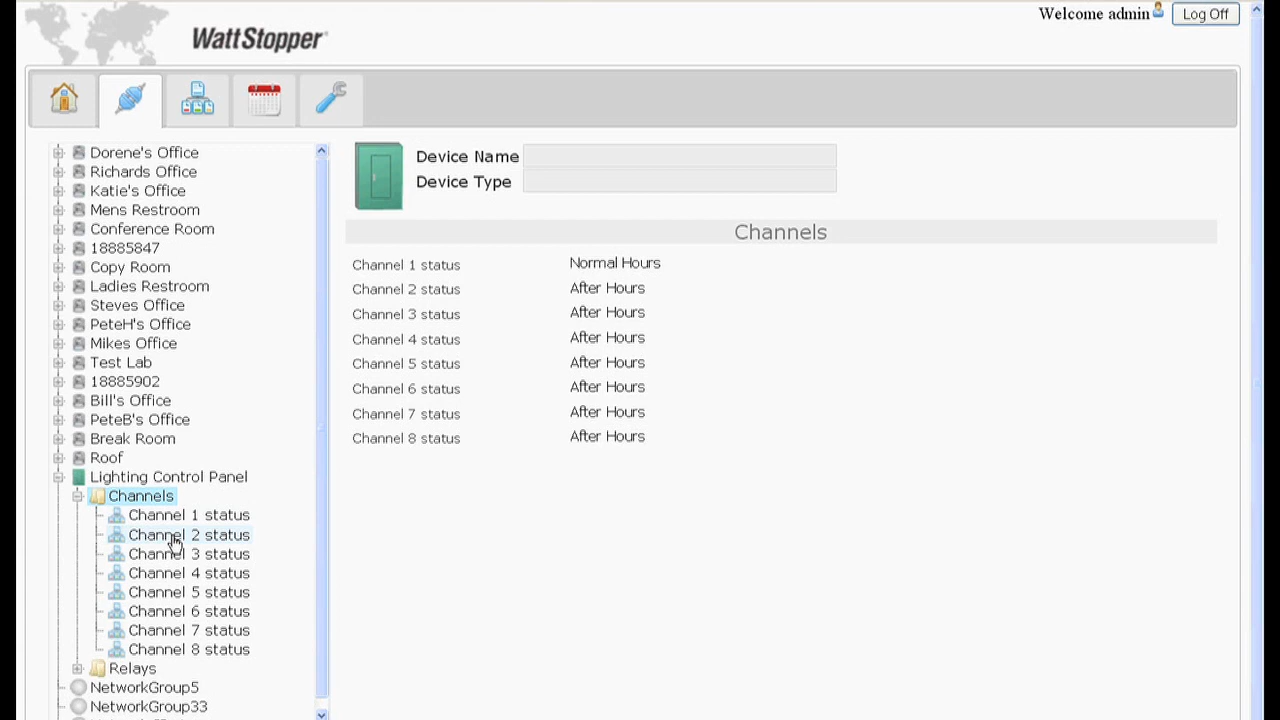 Welcome admin
Log Off
WattStopper
Dorene's Office
Richards Office
Katie's Office
Mens Restroom
Conference Room
18885847
Copy Room
Ladies Restroom
Steves Office
PeteH's Office
Mikes Office
Test Lab
18885902
Bill's Office
PeteB's Office
Break Room
Roof
Lighting Control Panel
Channels
Channel 1 status
Channel 2 status
Channel 3 status
Channel 4 status
Channel 5 status
Channel 6 status
Channel 7 status
Channel 8 status
Relays
NetworkGroup5
NetworkGroup33
Device Name
Device Type
Channels
Channel 1 status Normal Hours
Channel 2 status After Hours
Channel 3 status After Hours
Channel 4 status After Hours
Channel 5 status After Hours
Channel 6 status After Hours
Channel 7 status After Hours
Channel 8 status After Hours